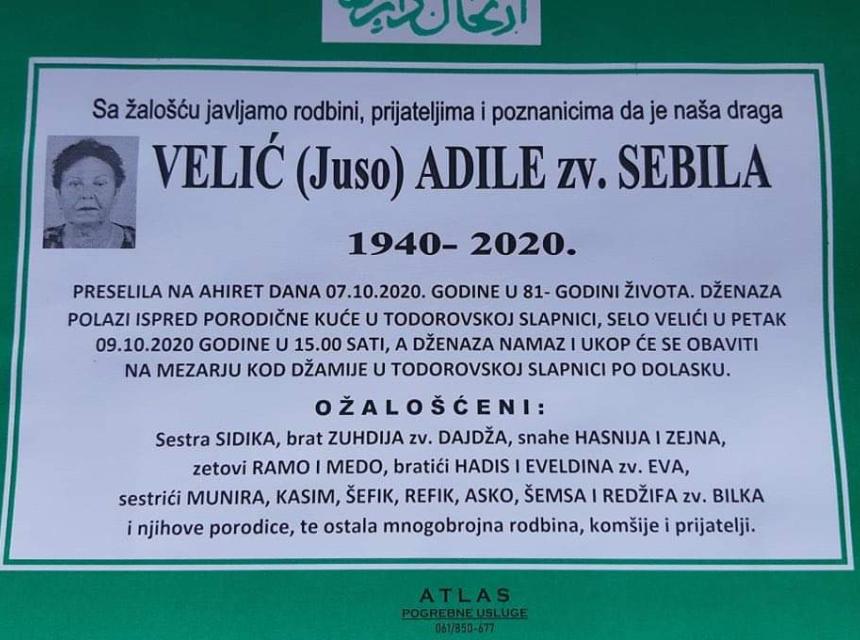 Sa žalošću javljamo rodbini, prijateljima i poznanicima da je naša draga
VELIĆ (Juso) ADILE zv. SEBILA
1940- 2020.
PRESELILA NA AHIRET DANA 07.10.2020. GODINE U 81- GODINI ŽIVOTA. DŽENAZA
POLAZI ISPRED PORODIČNE KUĆE U TODOROVSKOJ SLAPNICI, SELO VELIĆI U PETAK
09.10.2020 GODINE U 15.00 SATI, A DŽENAZA NAMAZ I UKOP ĆE SE OBAVITI
NA MEZARJU KOD DŽAMIJE U TODOROVSKOJ SLAPNICI PO DOLASKU.
OŽALOŠĆENI:
Sestra SIDIKA, brat ZUHDIJA zv. DAJDŽA, snahe HASNIJA I ZEJNA,
zetovi RAMO I MEDO, bratići HADIS I EVELDINA zv. EVA,
sestrići MUNIRA, KASIM, ŠEFIK, REFIK, ASKO, ŠEMSA I REDŽIFA zv. BILKA
i njihove porodice, te ostala mnogobrojna rodbina, komšije i prijatelji.
ATLAS
POGREBNE USLUGE
061/850-677